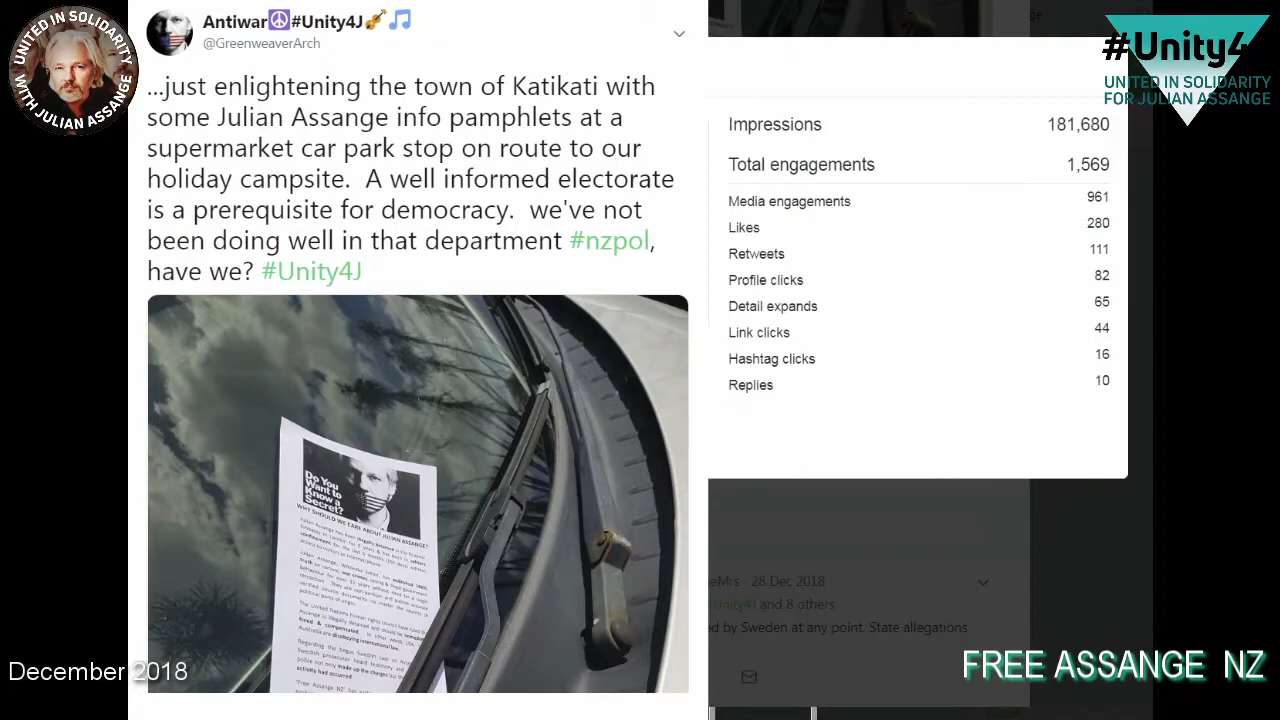 UNITED IN SOLIDARITY
WITH JULIAN ASSANGE
Antiwar☮#Unity4J🎻🎵
@GreenweaverArch
...just enlightening the town of Katikati with
some Julian Assange info pamphlets at a
supermarket car park stop on route to our
holiday campsite.  A well informed electorate
is a prerequisite for democracy.  we've not
been doing well in that department #nzpol,
have we? #Unity4J
Do You
Want to
Know a
Secret?
WHY SHOULD WE CARE ABOUT JULIAN ASSANGE?
#Unity4
UNITED IN SOLIDARITY
FOR JULIAN ASSANGE
Impressions 181,680
Total engagements 1,569
Media engagements 961
Likes 280
Retweets 111
Profile clicks 82
Detail expands 65
Link clicks 44
Hashtag clicks 16
Replies 10
eMrs · 28 Dec 2018
Unity4J and 8 others
ed by Sweden at any point. State allegations
December 2018
FREE ASSANGE NZ